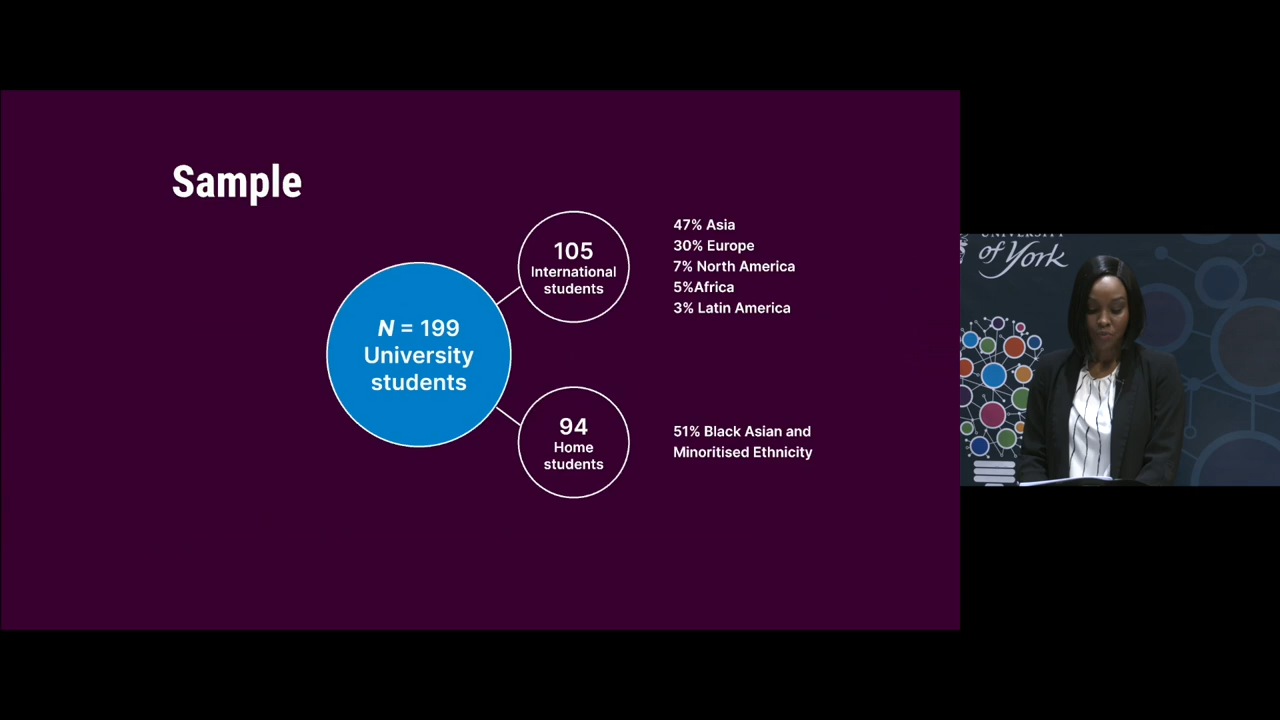 Sample
N = 199
University
students
105
International
students
47% Asia
30% Europe
7% North America
5%Africa
3% Latin America
94
Home
students
51% Black Asian and
Minoritised Ethnicity
UNIVERSITY
of York